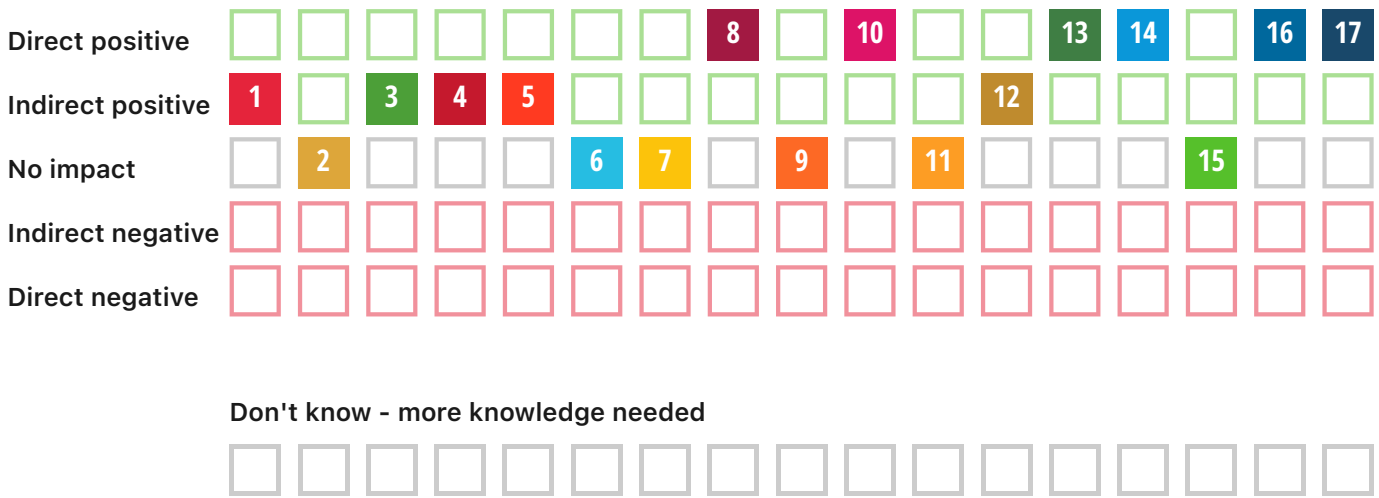 Direct positive 8 10 13 14 16 17
Indirect positive 1 3 4 5 12
No impact 2 6 7 9 11 15
Indirect negative
Direct negative
Don't know - more knowledge needed